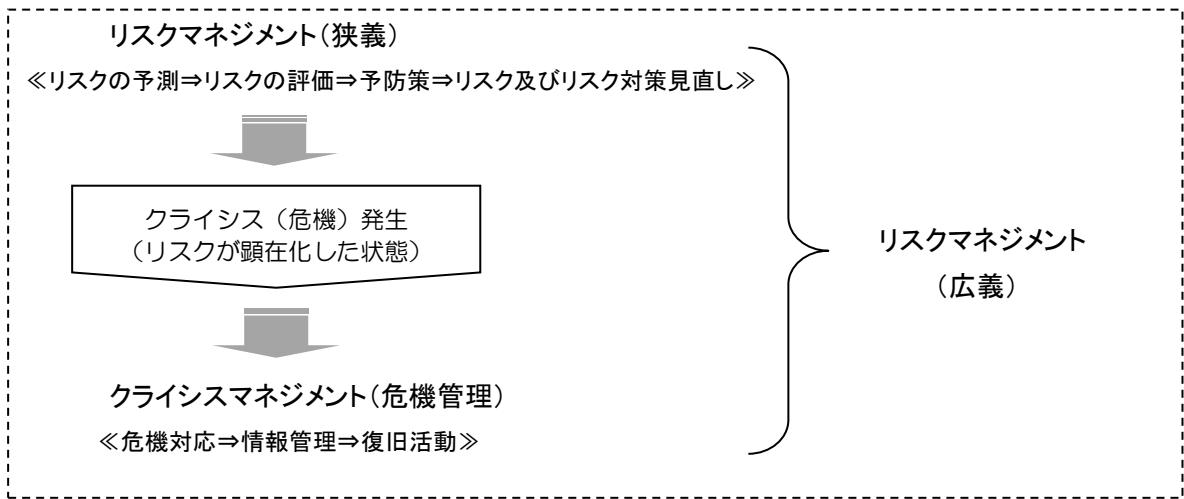 リスクマネジメント（狭義）
≪リスクの予測⇒リスクの評価⇒予防策⇒リスク及びリスク対策見直し≫
クライシス（危機）発生
（リスクが顕在化した状態）
リスクマネジメント
（広義）
クライシスマネジメント（危機管理）
≪危機対応⇒情報管理⇒復旧活動≫